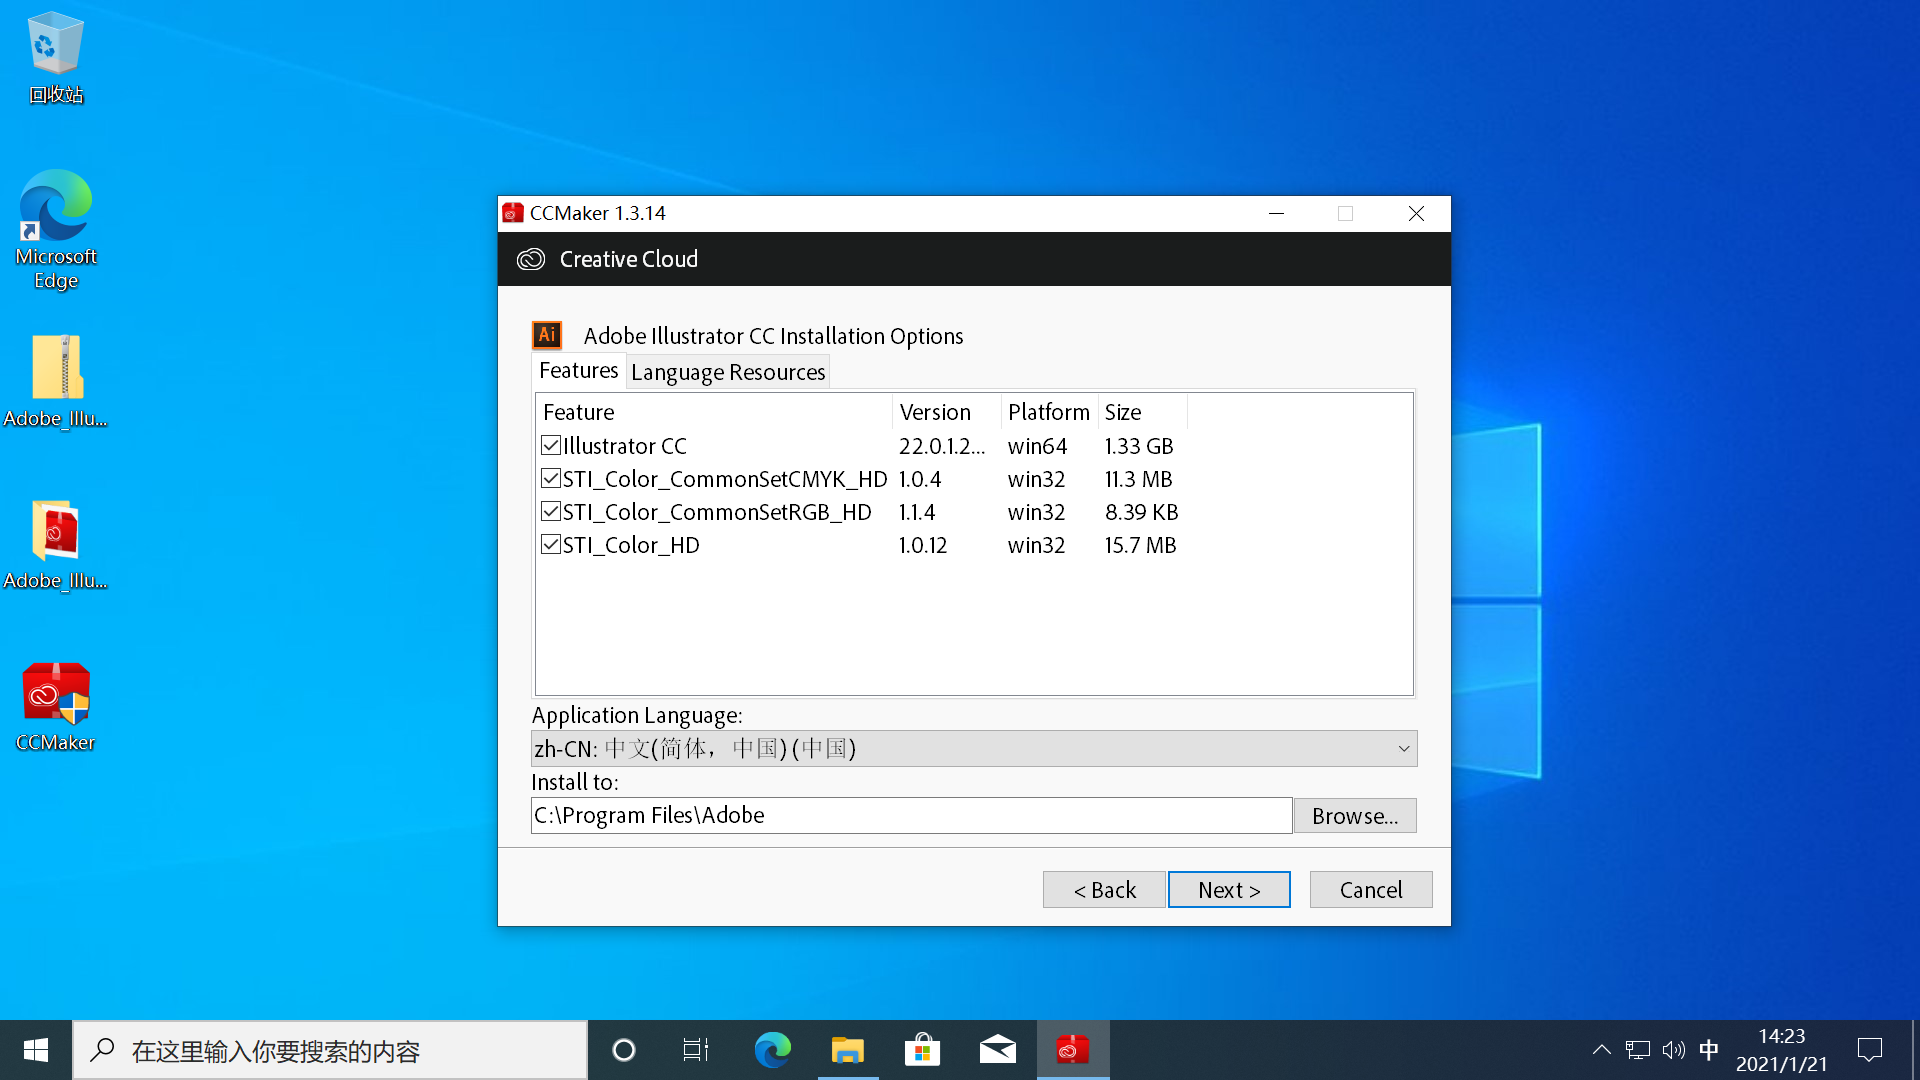 回收站
Microsoft
Edge
Adobe_Illu...
Adobe_Illu...
CCMaker
CCMaker 1.3.14
Creative Cloud
Ai Adobe Illustrator CC Installation Options
Features Language Resources
Feature Version Platform Size
Illustrator CC 22.0.1.2... win64 1.33 GB
STI_Color_CommonSetCMYK_HD 1.0.4 win32 11.3 MB
STI_Color_CommonSetRGB_HD 1.1.4 win32 8.39 KB
STI_Color_HD 1.0.12 win32 15.7 MB
Application Language:
zh-CN: 中文(简体，中国) (中国)
Install to:
C:\Program Files\Adobe Browse...
< Back Next > Cancel
在这里输入你要搜索的内容
中
14:23
2021/1/21